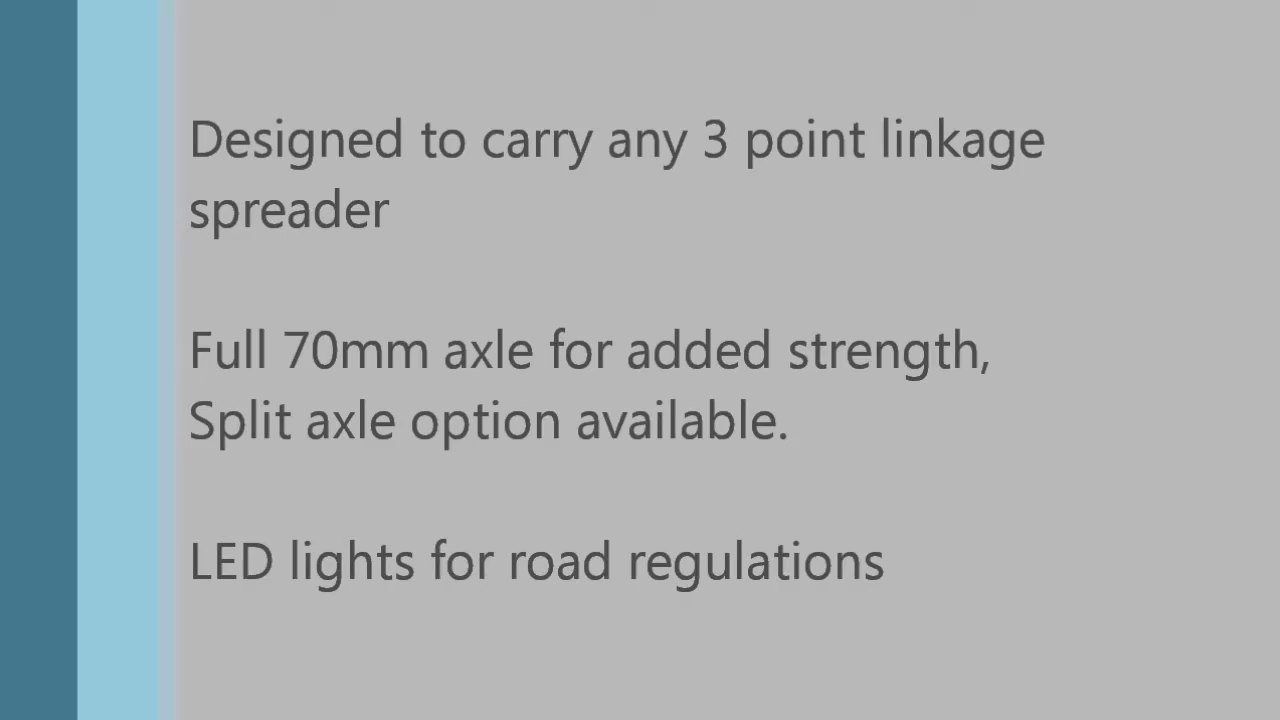 Designed to carry any 3 point linkage
spreader
Full 70mm axle for added strength,
Split axle option available.
LED lights for road regulations